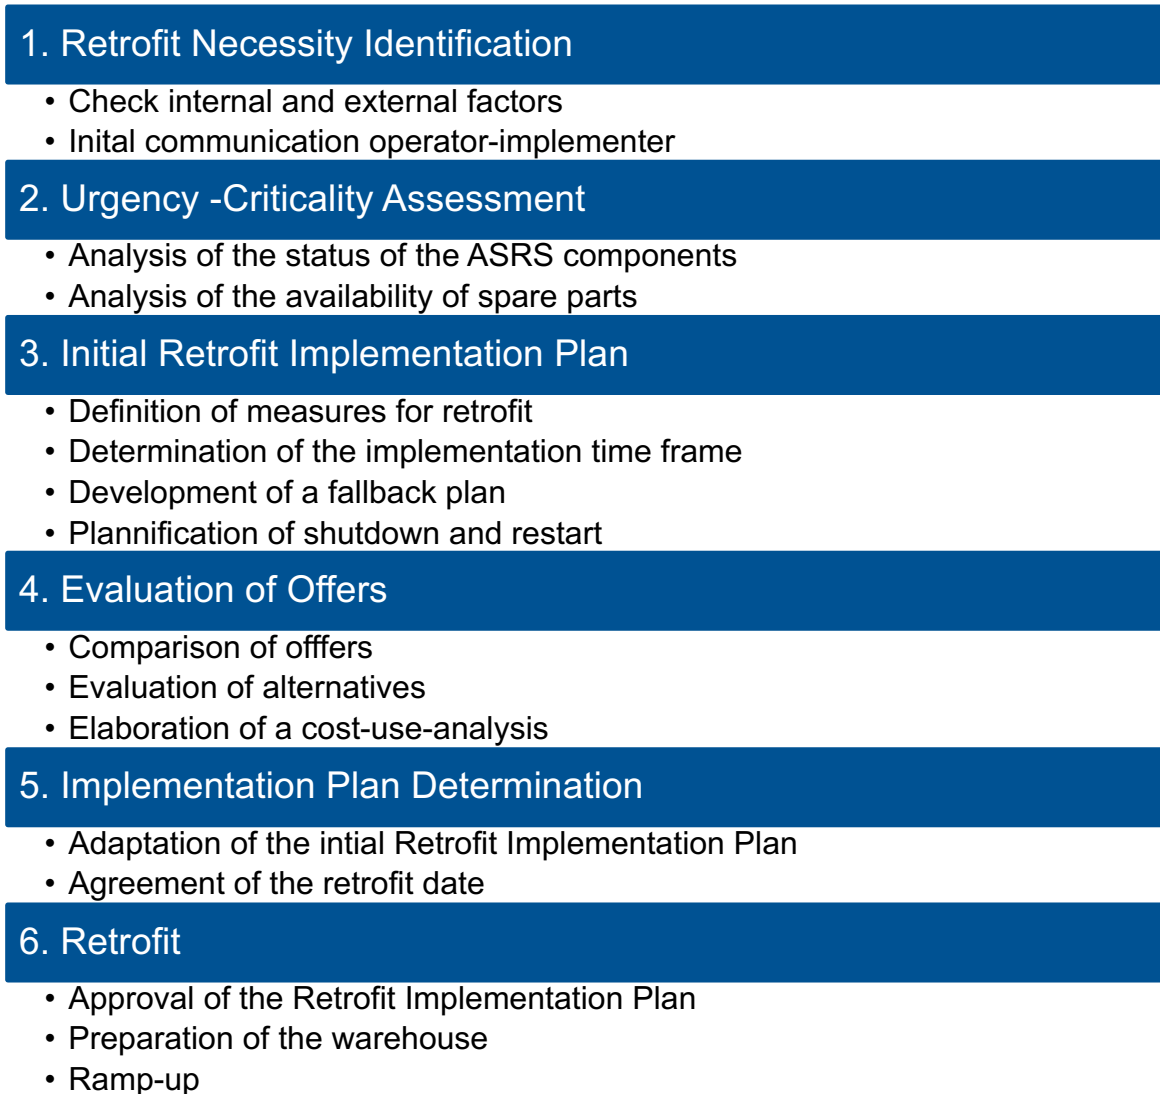 1. Retrofit Necessity Identification
• Check internal and external factors
• Inital communication operator-implementer
2. Urgency -Criticality Assessment
• Analysis of the status of the ASRS components
• Analysis of the availability of spare parts
3. Initial Retrofit Implementation Plan
• Definition of measures for retrofit
• Determination of the implementation time frame
• Development of a fallback plan
• Plannification of shutdown and restart
4. Evaluation of Offers
• Comparison of offfers
• Evaluation of alternatives
• Elaboration of a cost-use-analysis
5. Implementation Plan Determination
• Adaptation of the intial Retrofit Implementation Plan
• Agreement of the retrofit date
6. Retrofit
• Approval of the Retrofit Implementation Plan
• Preparation of the warehouse
• Ramp-up